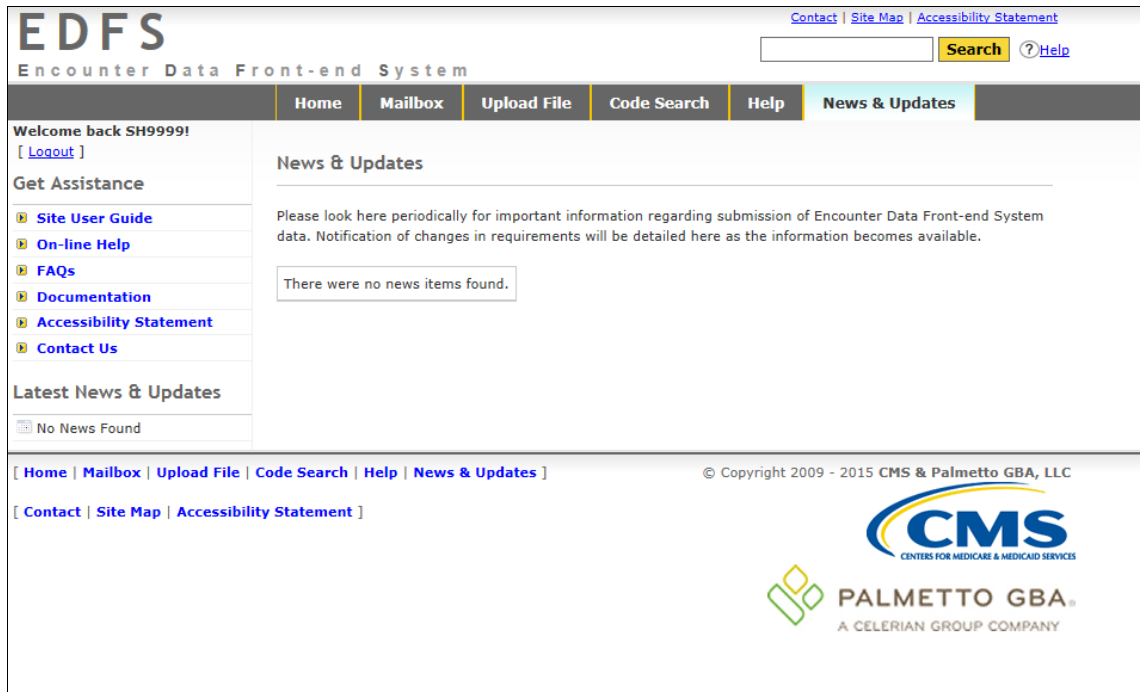 EDFS
Encounter Data Front-end System
Contact | Site Map | Accessibility Statement
Search ? Help
Home Mailbox Upload File Code Search Help News & Updates
Welcome back SH9999!
[ Logout ]
Get Assistance
Site User Guide
On-line Help
FAQs
Documentation
Accessibility Statement
Contact Us
Latest News & Updates
No News Found
News & Updates
Please look here periodically for important information regarding submission of Encounter Data Front-end System
data. Notification of changes in requirements will be detailed here as the information becomes available.
There were no news items found.
[ Home | Mailbox | Upload File | Code Search | Help | News & Updates ]
© Copyright 2009 - 2015 CMS & Palmetto GBA, LLC
[ Contact | Site Map | Accessibility Statement ]
CMS
CENTERS FOR MEDICARE & MEDICAID SERVICES
PALMETTO GBA®
A CELERIAN GROUP COMPANY